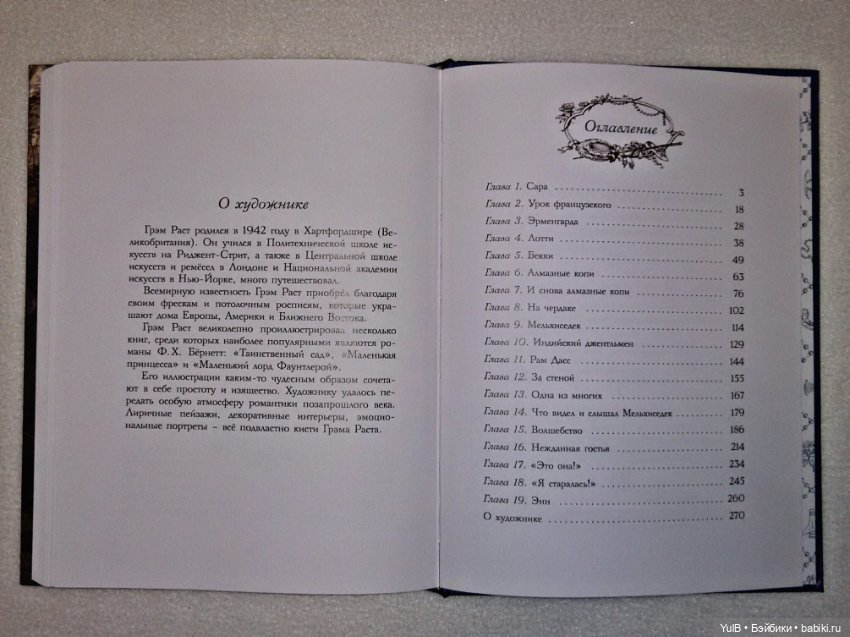 О художнике
Грэм Раст родился в 1942 году в Хартфордшире (Ве-
ликобритания). Он учился в Политехнической школе ис-
кусств на Риджент-Стрит, а также в Центральной школе
искусств и ремёсел в Лондоне и Национальной академии
искусств в Нью-Йорке, много путешествовал.
Всемирную известность Грэм Раст приобрёл благодаря
своим фрескам и потолочным росписям, которые укра-
шают дома Европы, Америки и Ближнего Востока.
Грэм Раст великолепно проиллюстрировал несколько
книг, среди которых наиболее популярными являются ро-
маны Ф. Х. Бёрнетт: «Таинственный сад», «Маленькая
принцесса» и «Маленький лорд Фаунтлерой».
Его иллюстрации каким-то чудесным образом сочета-
ют в себе простоту и изящество. Художнику удалось пе-
редать особую атмосферу романтики позапрошлого века.
Лиричные пейзажи, декоративные интерьеры, эмоцио-
нальные портреты – всё подвластно кисти Грэма Раста.
Оглавление
Глава 1. Сара 3
Глава 2. Урок французского 18
Глава 3. Эрменгарда 28
Глава 4. Лотти 38
Глава 5. Бекки 49
Глава 6. Алмазные копи 63
Глава 7. И снова алмазные копи 76
Глава 8. На чердаке 102
Глава 9. Мельхиседек 114
Глава 10. Индийский джентльмен 129
Глава 11. Рам Дасс 144
Глава 12. За стеной 155
Глава 13. Одна из многих 167
Глава 14. Что видел и слышал Мельхиседек 179
Глава 15. Волшебство 186
Глава 16. Нежданная гостья 214
Глава 17. «Это она!» 234
Глава 18. «Я старалась!» 245
Глава 19. Энн 260
О художнике 270
YulB • Бэйбики • babiki.ru